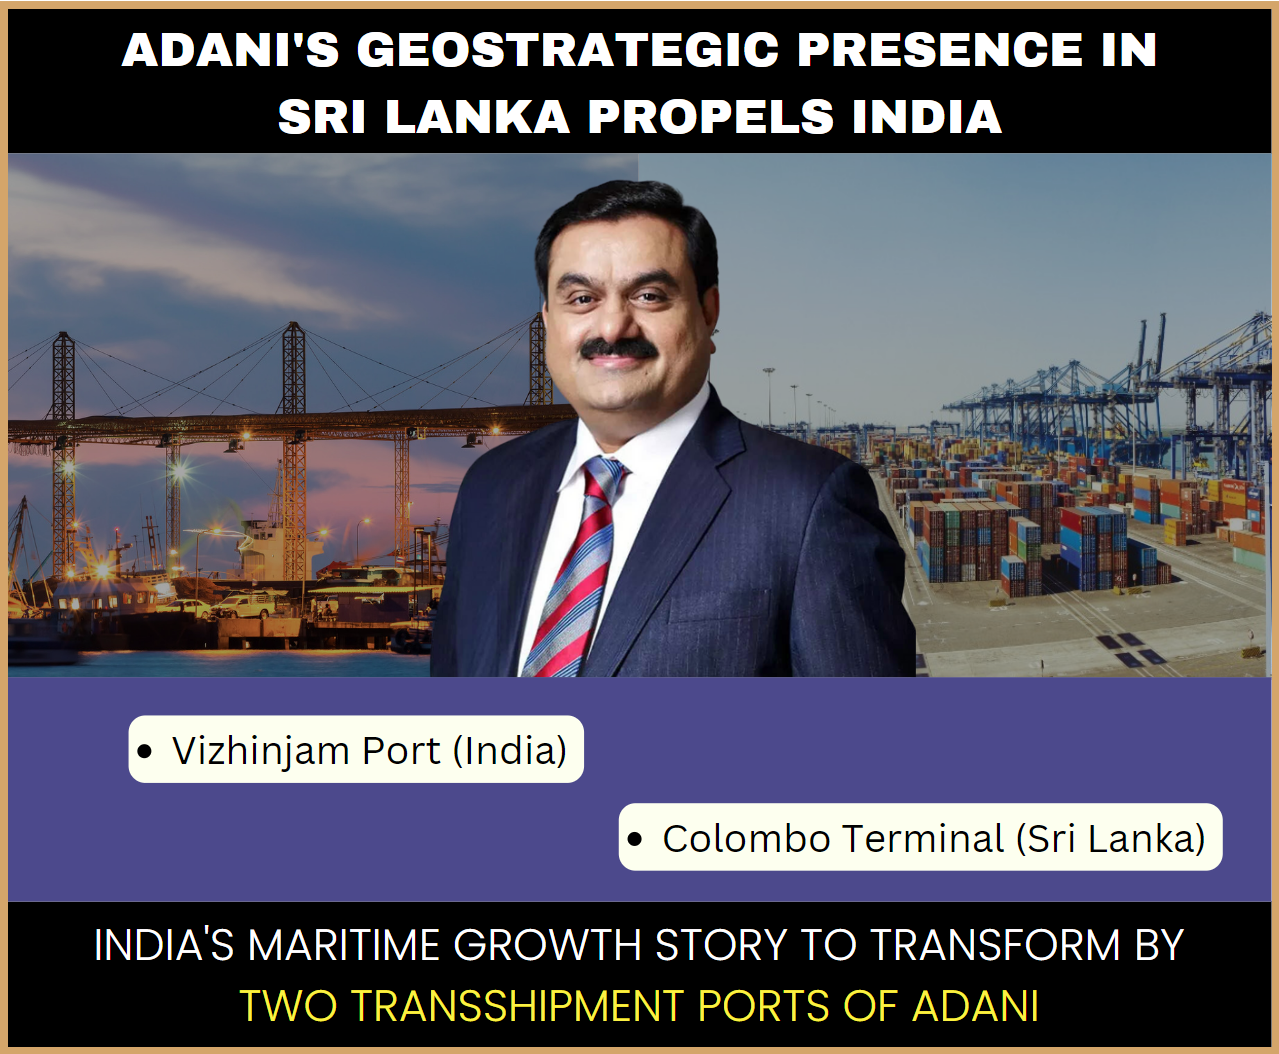 ADANI'S GEOSTRATEGIC PRESENCE IN
SRI LANKA PROPELS INDIA
• Vizhinjam Port (India)
• Colombo Terminal (Sri Lanka)
INDIA'S MARITIME GROWTH STORY TO TRANSFORM BY
TWO TRANSSHIPMENT PORTS OF ADANI